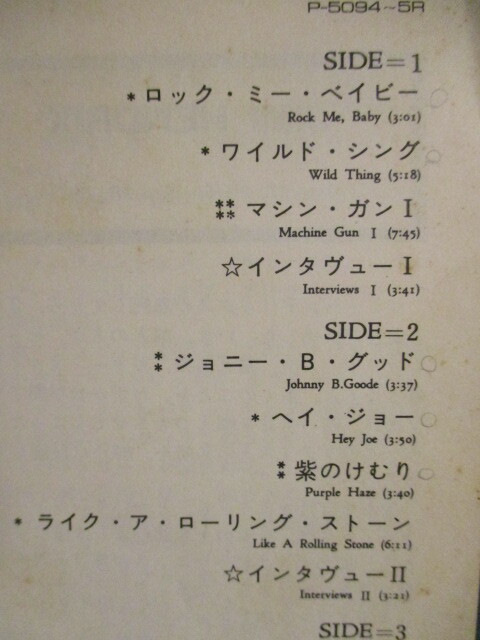 P-5094~5R
SIDE=1
* ロック・ミー・ベイビー
Rock Me, Baby (3:01)
* ワイルド・シング
Wild Thing (5:18)
**** マシン・ガン I
Machine Gun I (7:45)
☆インタヴュー I
Interviews I (3:41)
SIDE=2
** ジョニー・B・グッド
Johnny B.Goode (3:37)
* ヘイ・ジョー
Hey Joe (3:50)
** 紫のけむり
Purple Haze (3:40)
* ライク・ア・ローリング・ストーン
Like A Rolling Stone (6:11)
☆インタヴューII
Interviews II (3:21)
SIDE=3